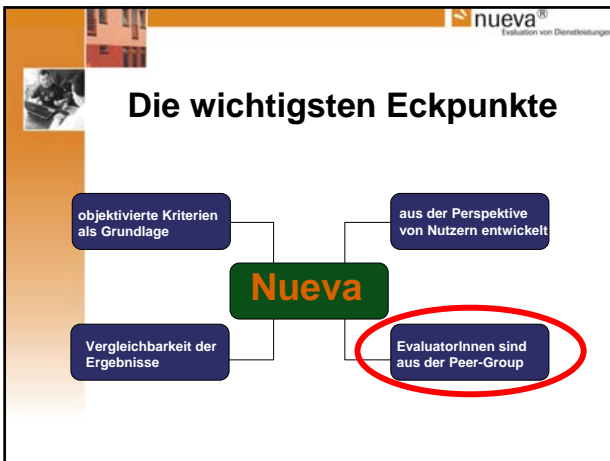 nueva®
Evaluation von Dienstleistungen
Die wichtigsten Eckpunkte
objektivierte Kriterien
als Grundlage
aus der Perspektive
von Nutzern entwickelt
Nueva
Vergleichbarkeit der
Ergebnisse
EvaluatorInnen sind
aus der Peer-Group